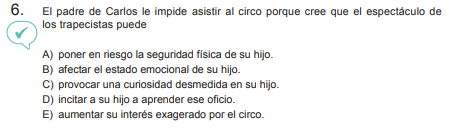 6. El padre de Carlos le impide asistir al circo porque cree que el espectáculo de
los trapecistas puede
A) poner en riesgo la seguridad física de su hijo.
B) afectar el estado emocional de su hijo.
C) provocar una curiosidad desmedida en su hijo.
D) incitar a su hijo a aprender ese oficio.
E) aumentar su interés exagerado por el circo.